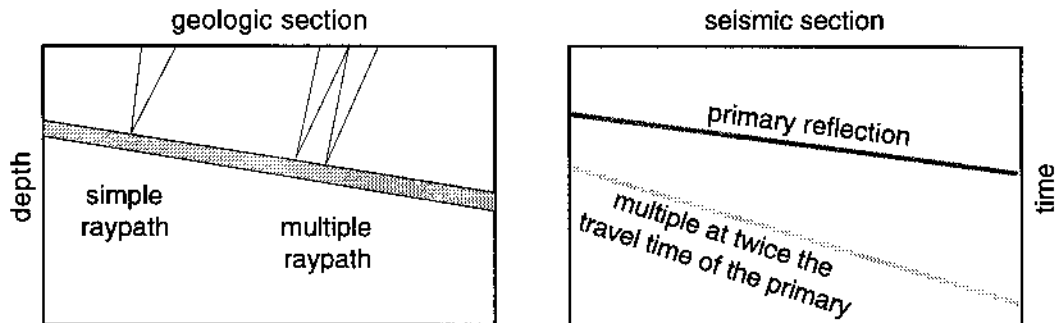 geologic section
depth
simple
raypath
multiple
raypath
seismic section
primary reflection
multiple at twice the
travel time of the primary
time